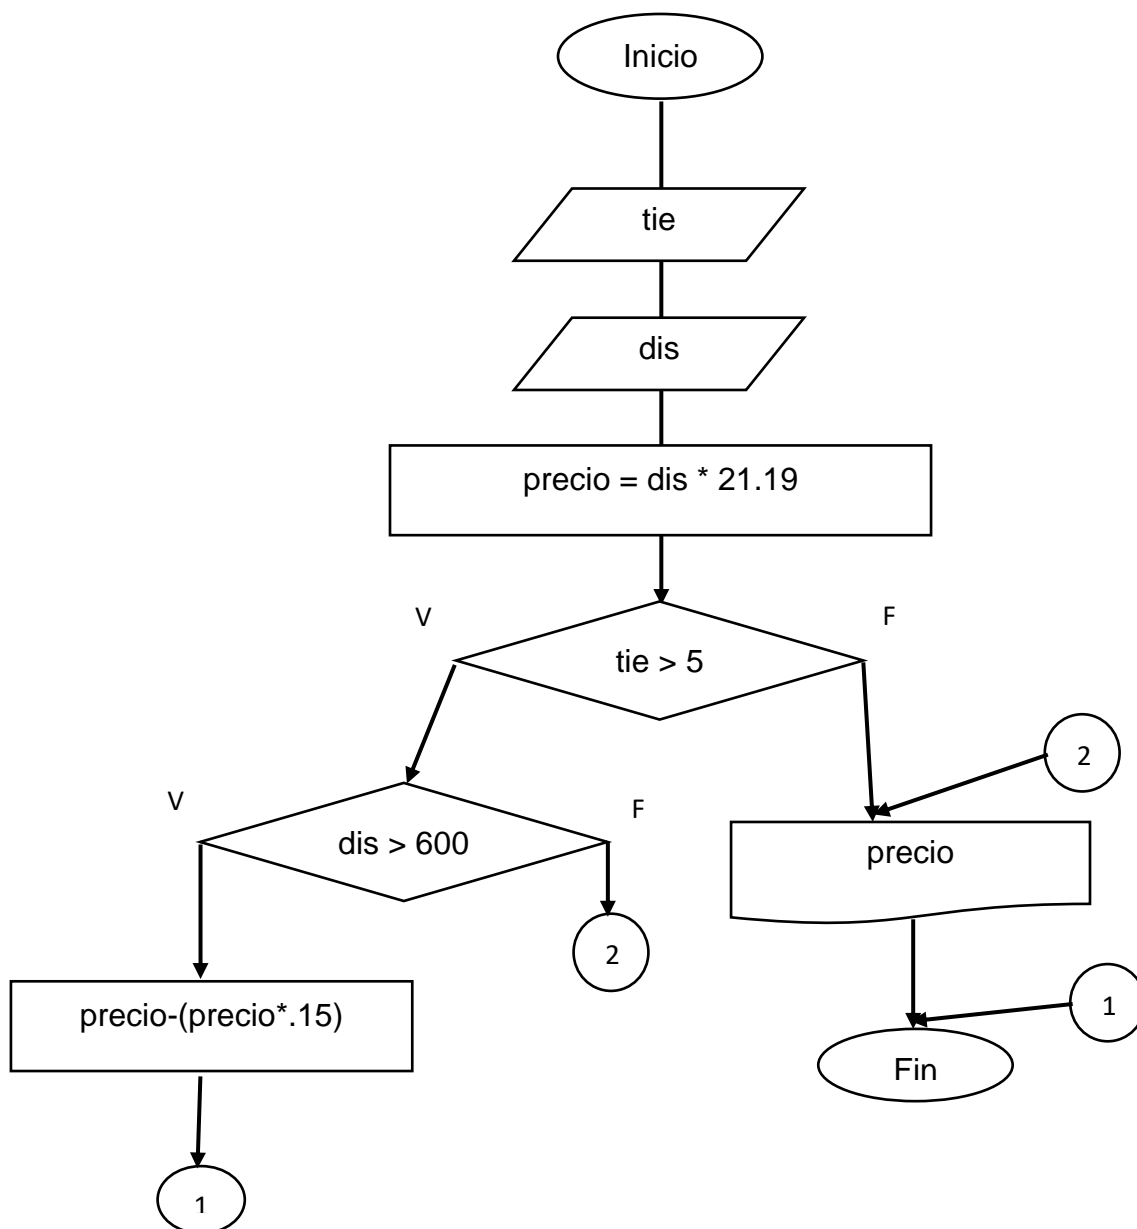 Inicio
tie
dis
precio = dis * 21.19
V
F
tie > 5
2
V
F
dis > 600
precio
2
precio-(precio*.15)
1
Fin
1